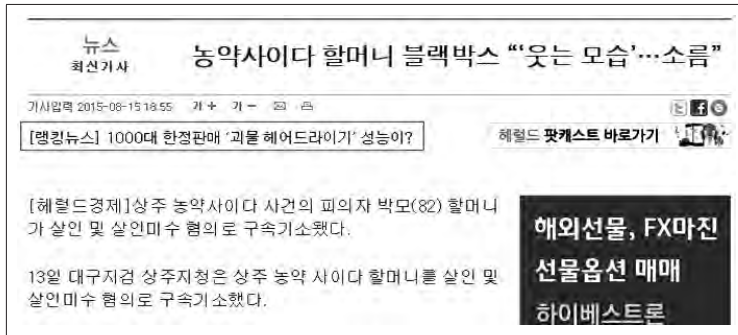 뉴스
최신기사
농약사이다 할머니 블랙박스 “‘웃는 모습’…소름”
기사입력 2015-08-15 18:55 가+ 가-
[랭킹뉴스] 1000대 한정판매 ‘괴물 헤어드라이기’ 성능이?
헤럴드 팟캐스트 바로가기
[헤럴드경제]상주 농약사이다 사건의 피의자 박모(82) 할머니
가 살인 및 살인미수 혐의로 구속기소됐다.
13일 대구지검 상주지청은 상주 농약 사이다 할머니를 살인 및
살인미수 혐의로 구속기소했다.
해외선물, FX마진
선물옵션 매매
하이베스트론